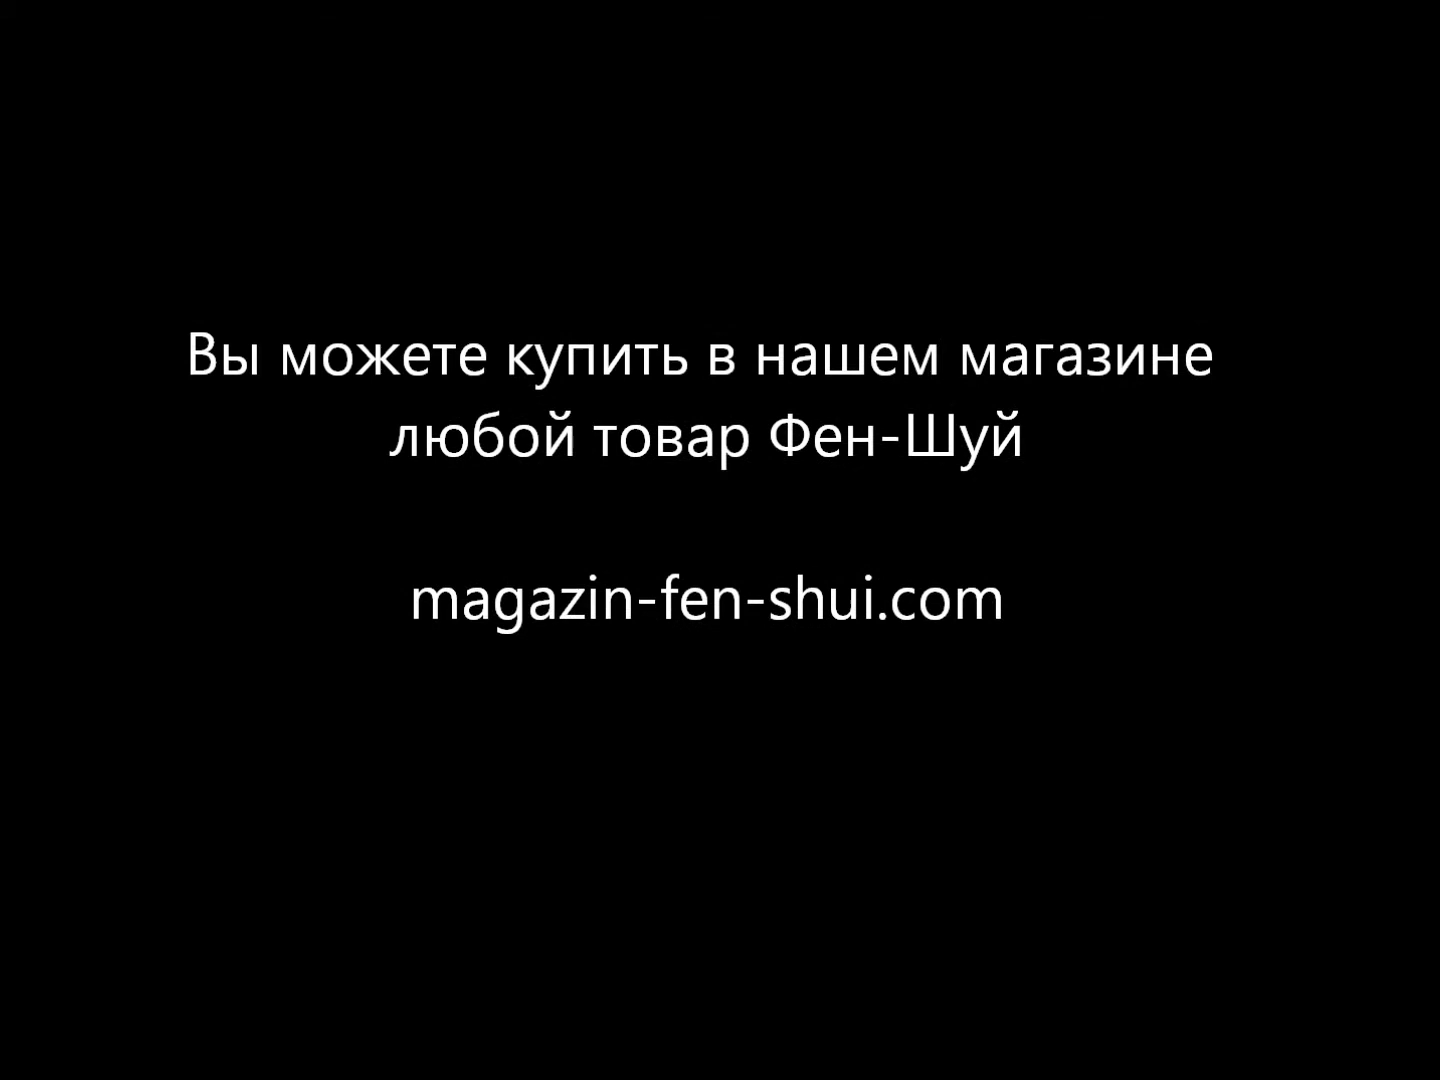 Вы можете купить в нашем магазине
любой товар Фен-Шуй
magazin-fen-shui.com